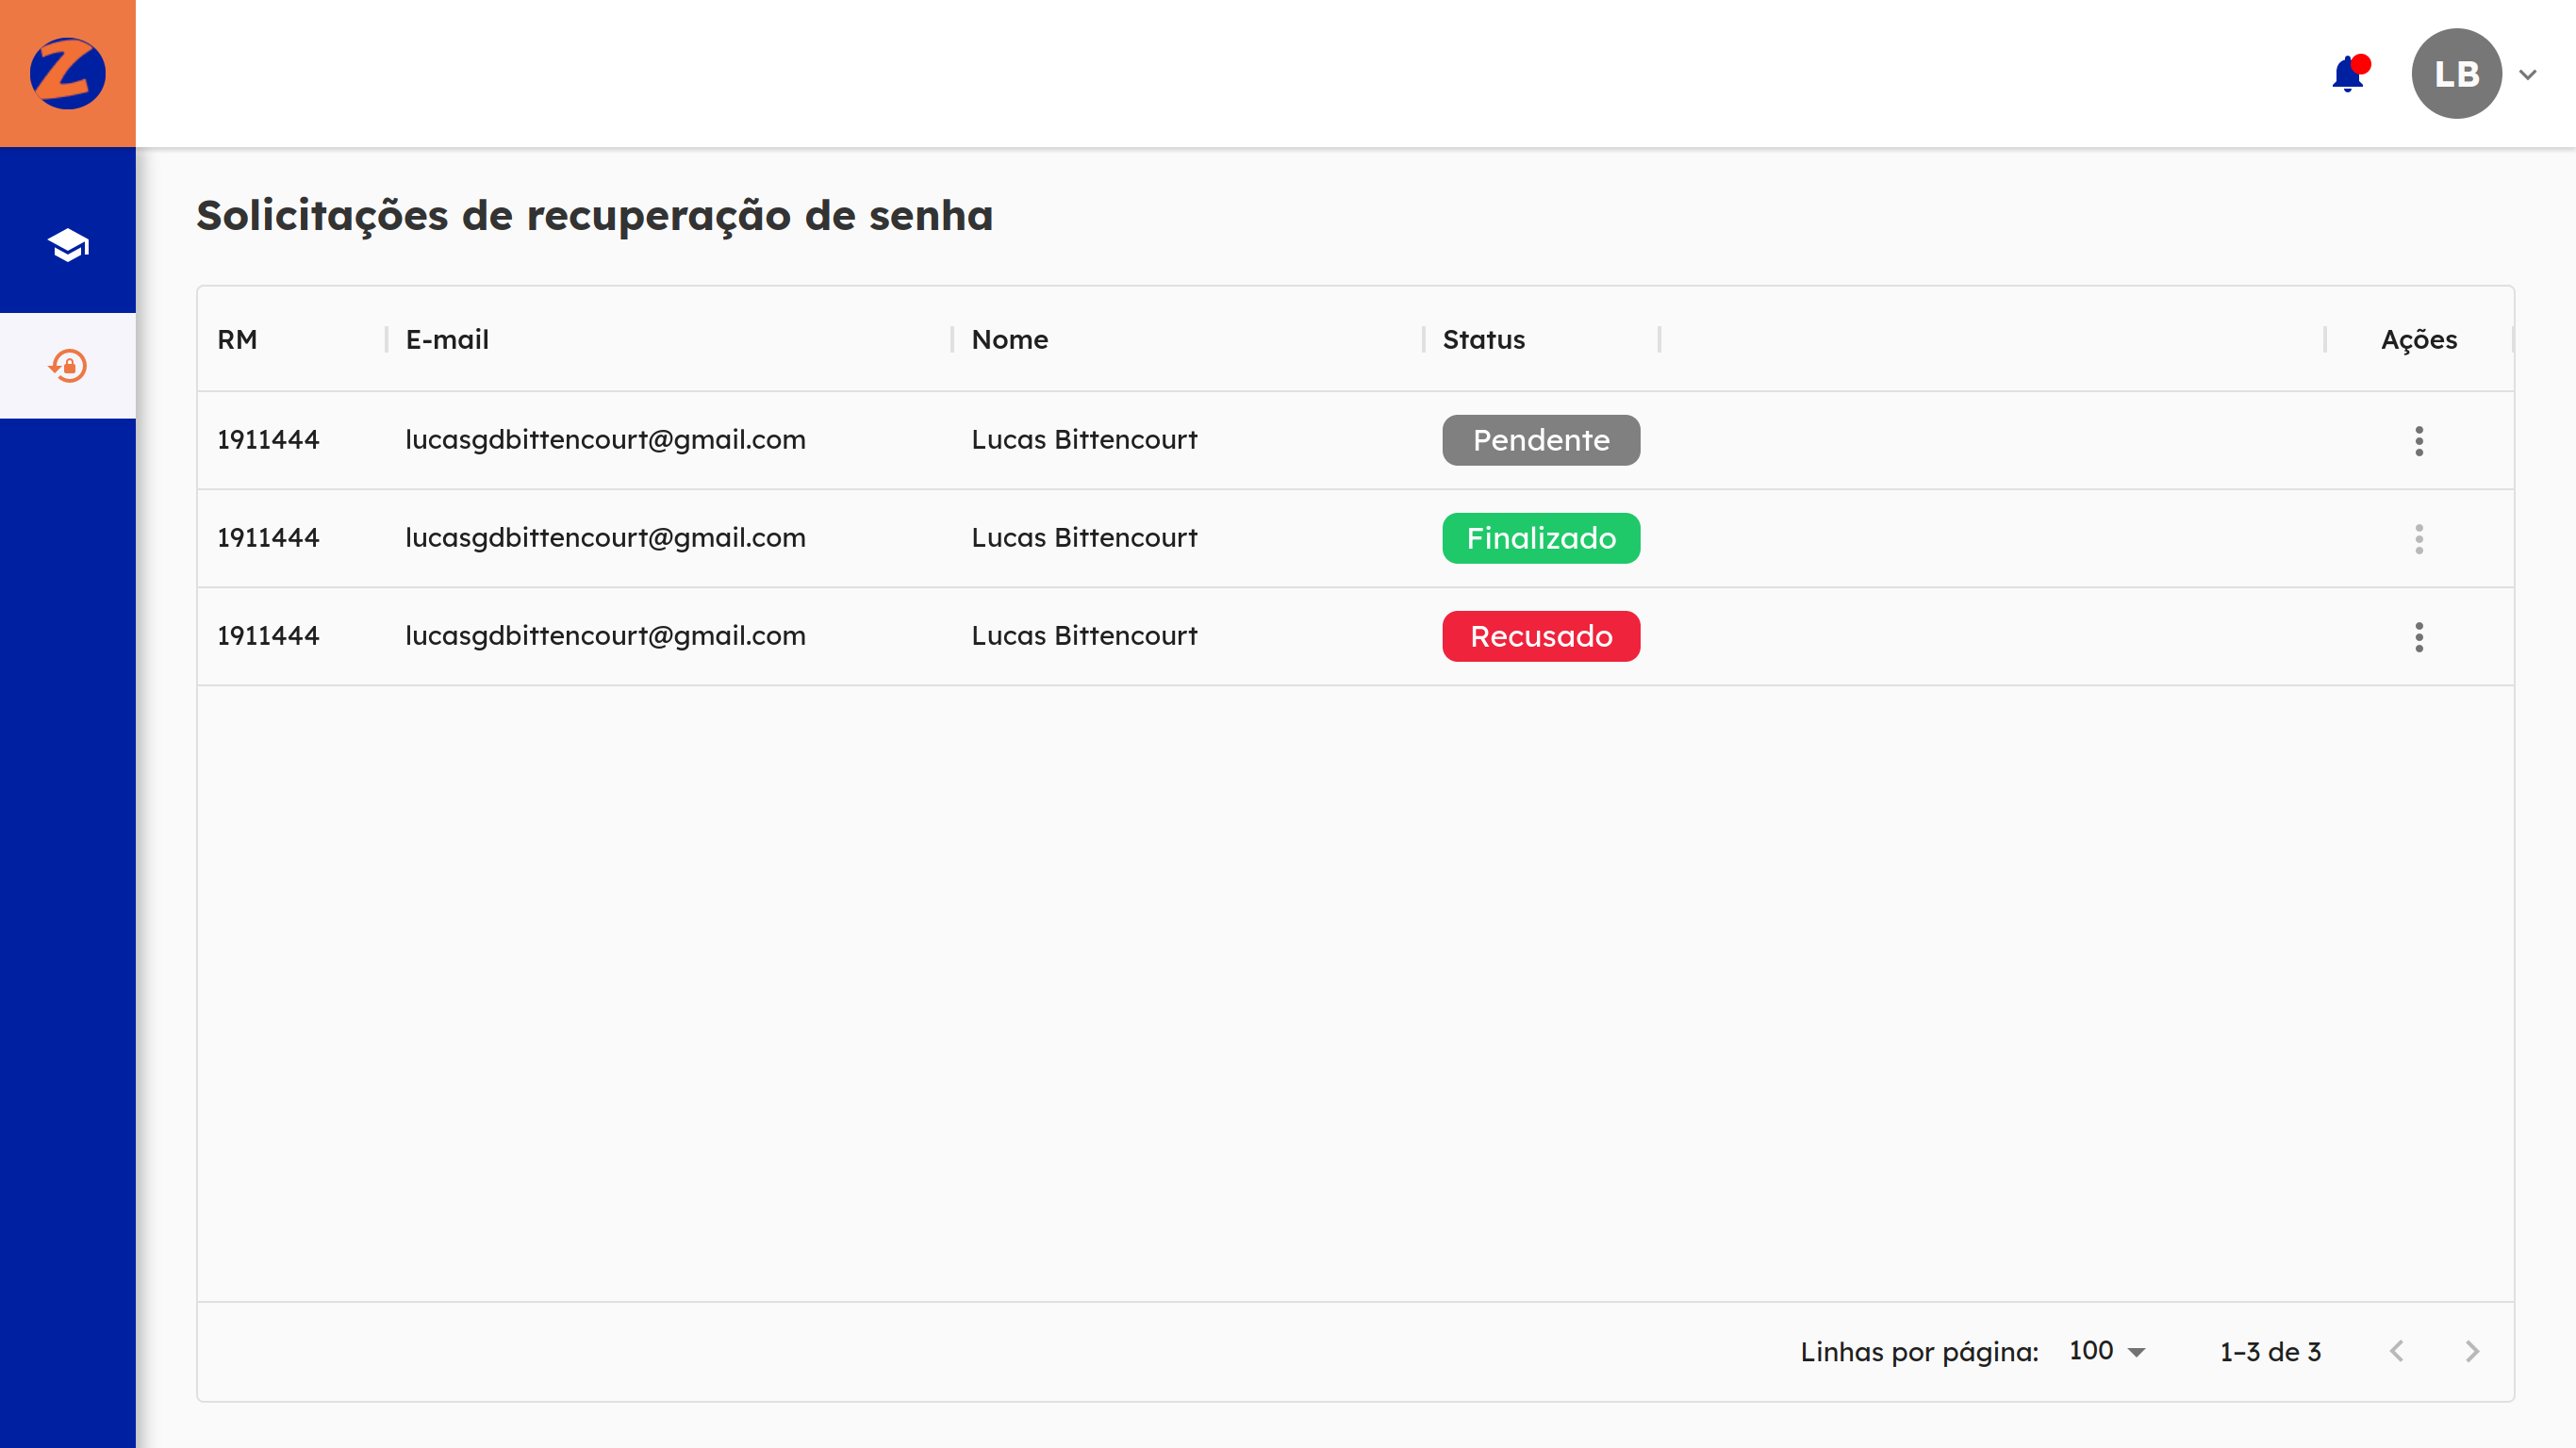 Z
LB
Solicitações de recuperação de senha
RM E-mail Nome Status Ações
1911444 lucasgdbittencourt@gmail.com Lucas Bittencourt Pendente
1911444 lucasgdbittencourt@gmail.com Lucas Bittencourt Finalizado
1911444 lucasgdbittencourt@gmail.com Lucas Bittencourt Recusado
Linhas por página: 100 1–3 de 3